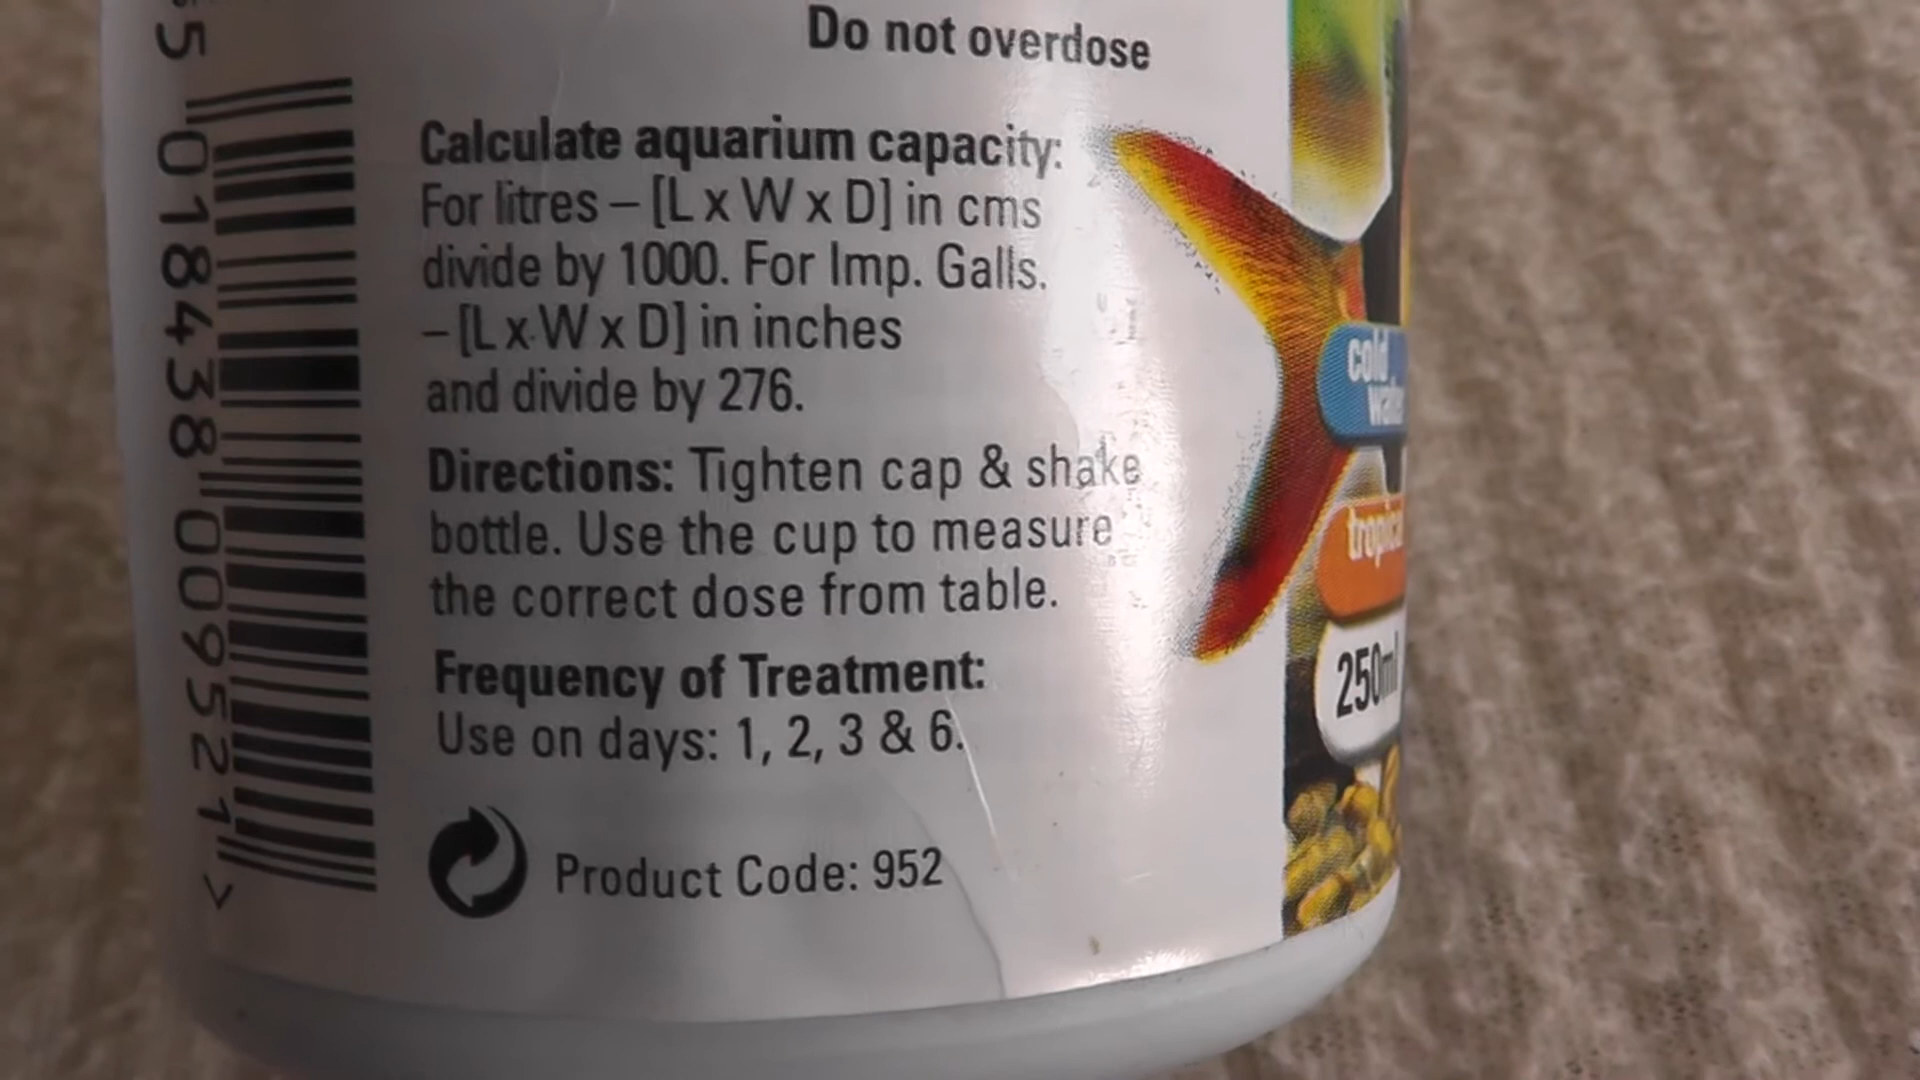 Do not overdose
Calculate aquarium capacity:
For litres – [L x W x D] in cms
divide by 1000. For Imp. Galls.
– [L x W x D] in inches
and divide by 276.
Directions: Tighten cap & shake
bottle. Use the cup to measure
the correct dose from table.
Frequency of Treatment:
Use on days: 1, 2, 3 & 6.
Product Code: 952
5 018438 009521 >
cold
water
tropical
250ml